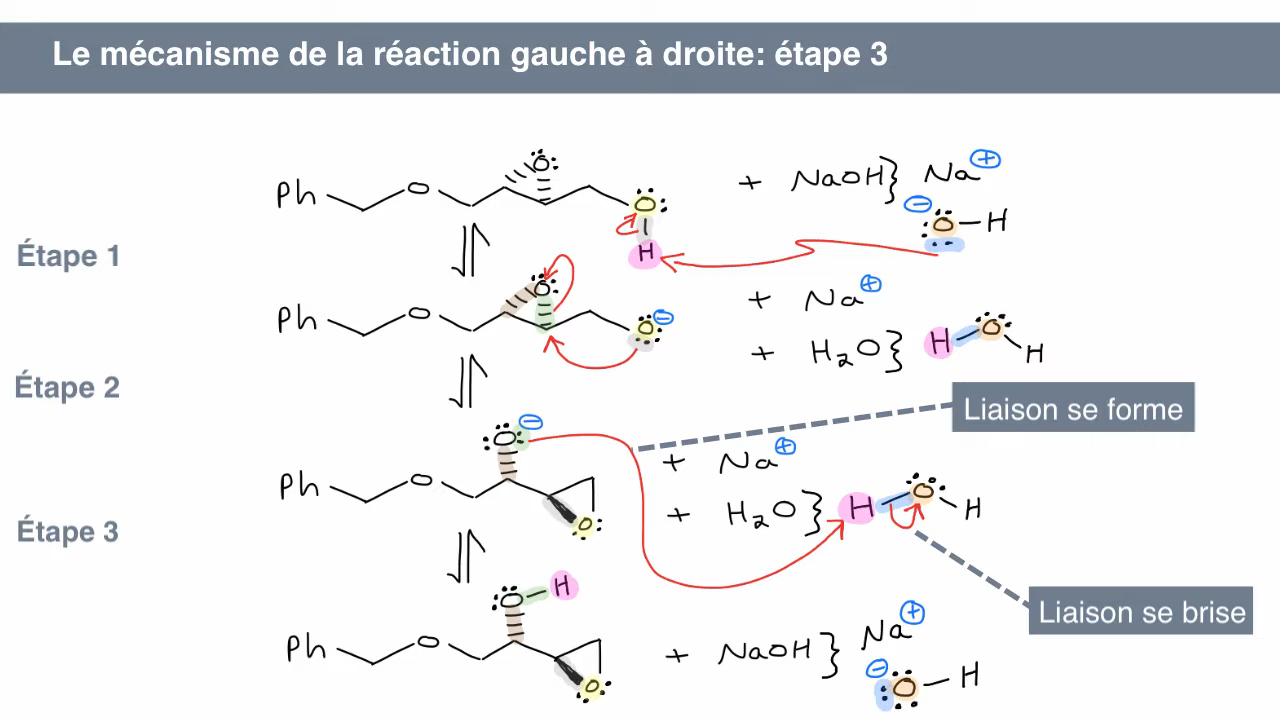 Le mécanisme de la réaction gauche à droite: étape 3
Ph O O O H + NaOH} Na ⊕ ⊖ O–H
Étape 1
Ph O O O ⊖ + Na ⊕
+ H₂O} H–O H
Étape 2
Liaison se forme
Ph O O ⊖ O + Na ⊕
+ H₂O} H–O H
Étape 3
Liaison se brise
Ph O O–H O + NaOH} Na ⊕ ⊖ O–H